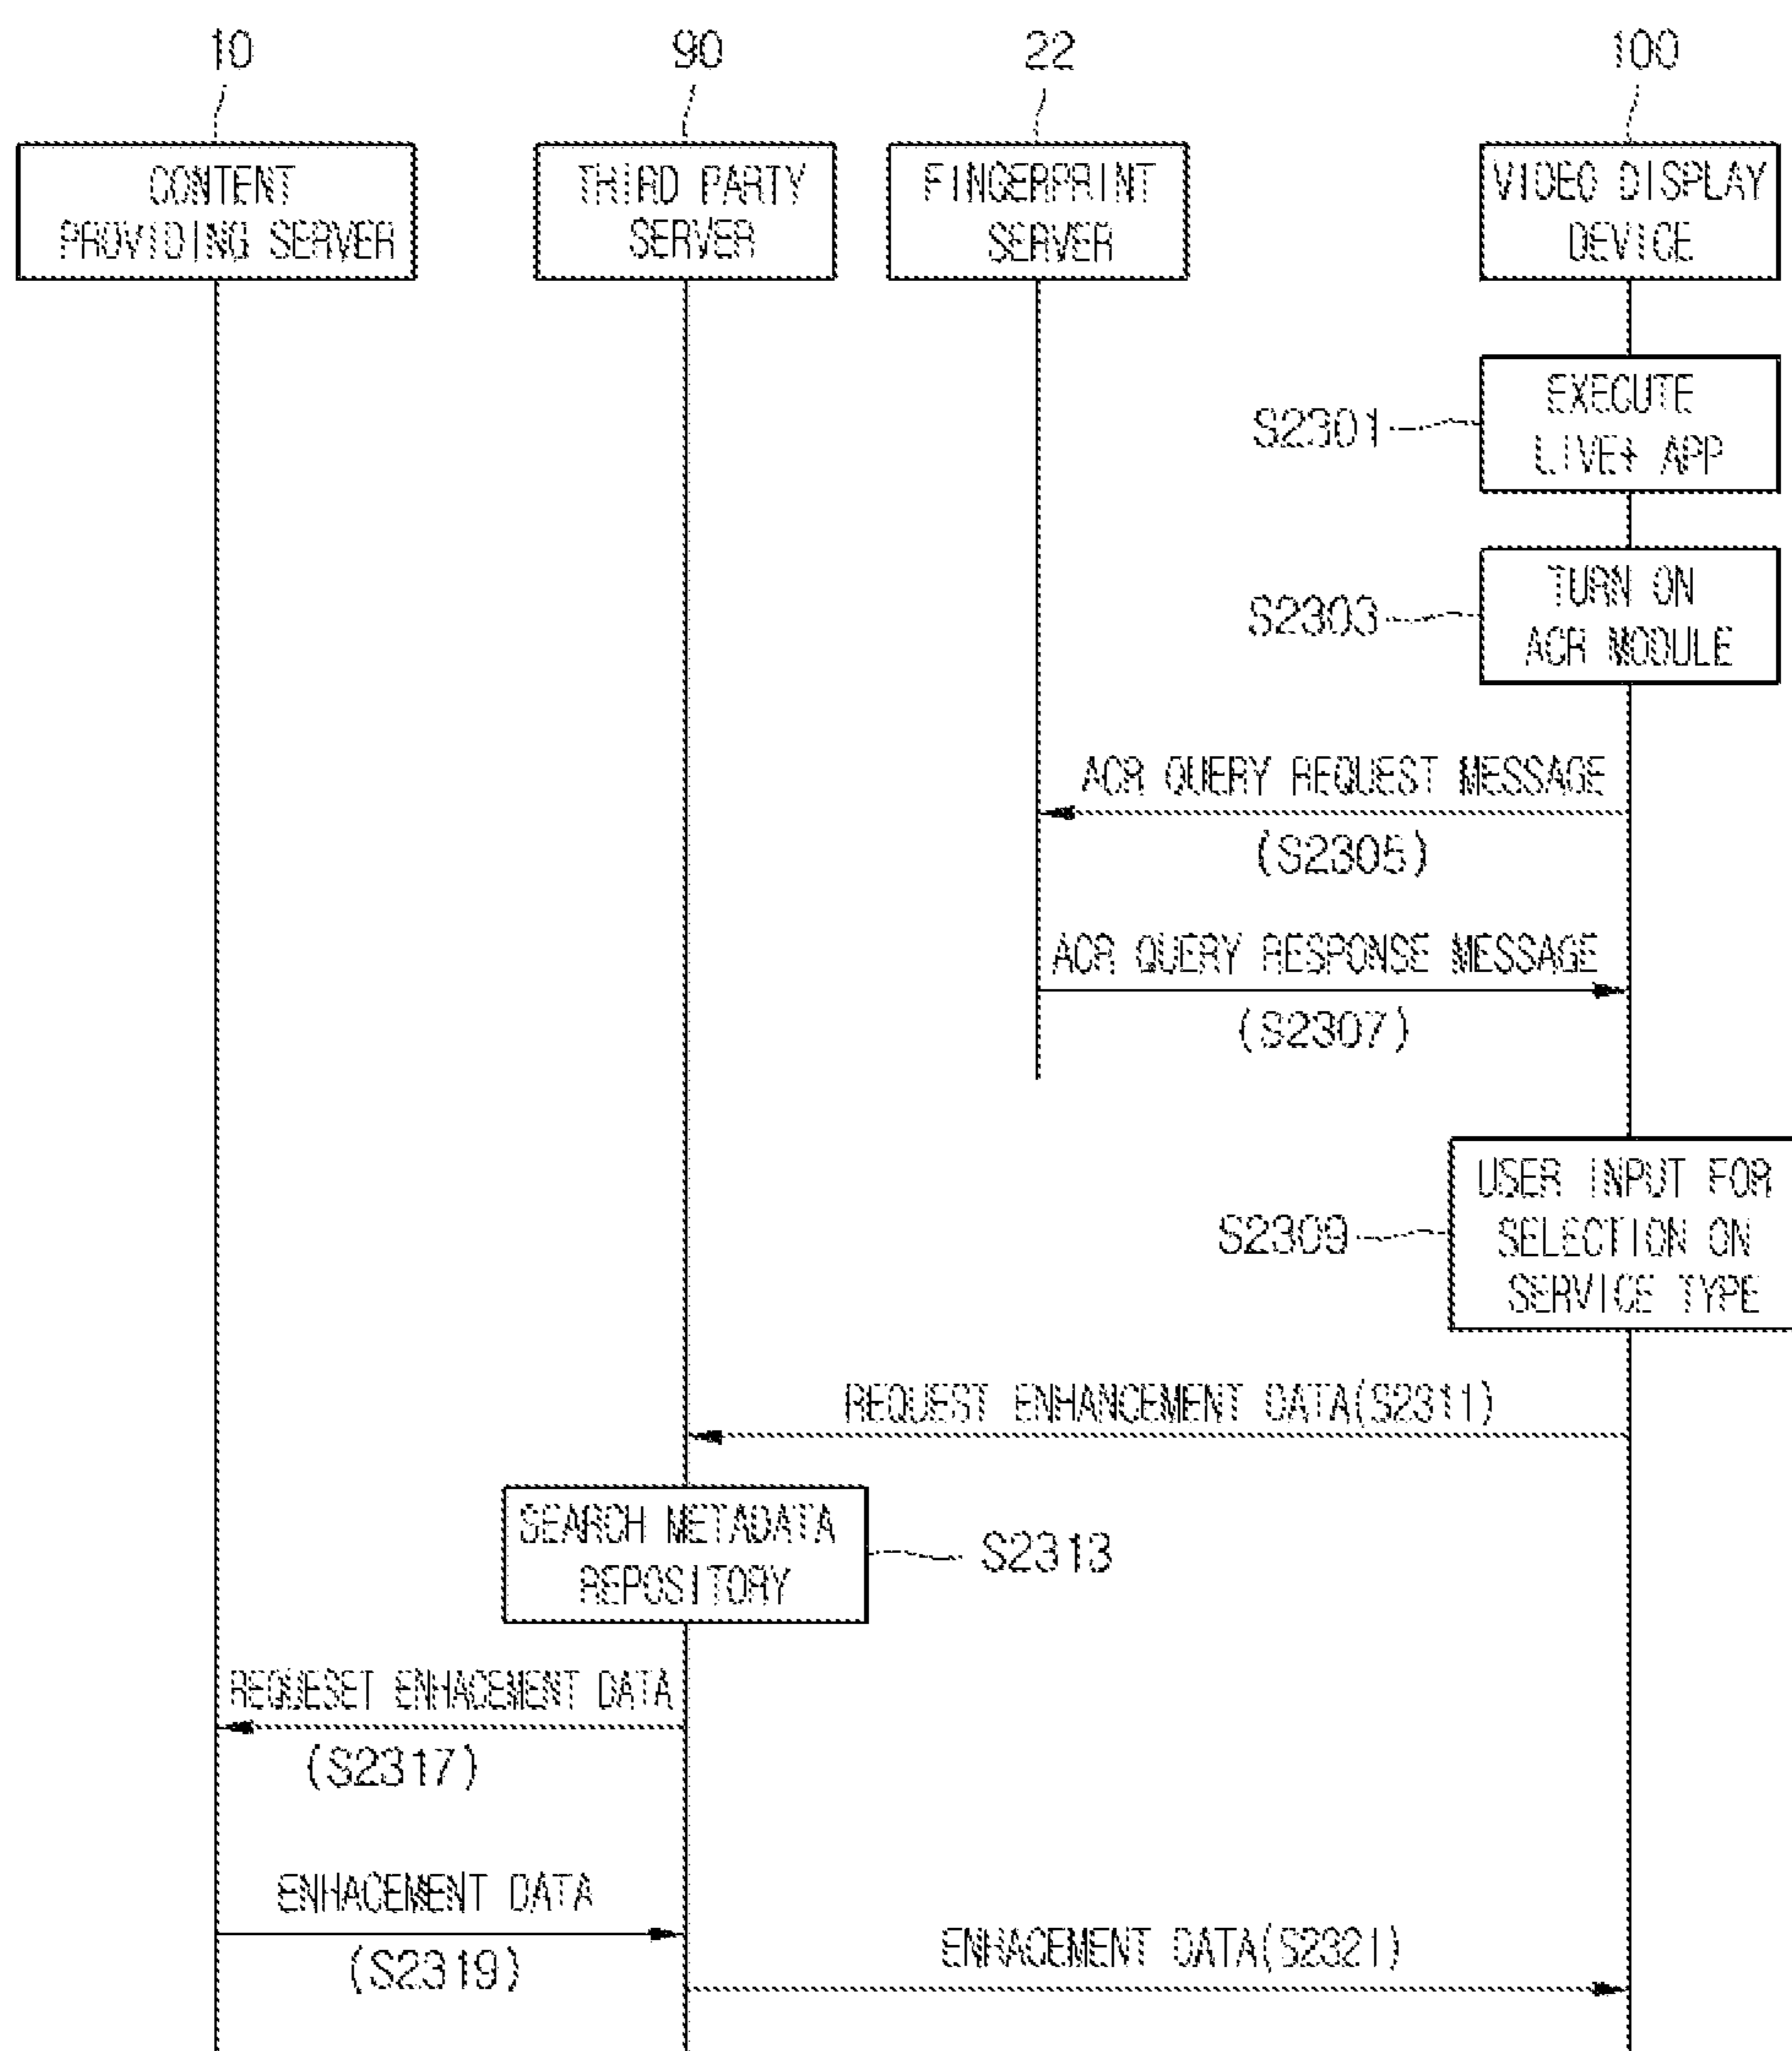 10
90
22
100
CONTENT
PROVIDING SERVER
THIRD PARTY
SERVER
FINGERPRINT
SERVER
VIDEO DISPLAY
DEVICE
S2301
EXECUTE
LIVE+ APP
S2303
TURN ON
ACR MODULE
ACR QUERY REQUEST MESSAGE
(S2305)
ACR QUERY RESPONSE MESSAGE
(S2307)
S2309
USER INPUT FOR
SELECTION ON
SERVICE TYPE
REQUEST ENHANCEMENT DATA(S2311)
SEARCH METADATA
REPOSITORY
S2313
REQUESET ENHACEMENT DATA
(S2317)
ENHACEMENT DATA
(S2319)
ENHACEMENT DATA(S2321)